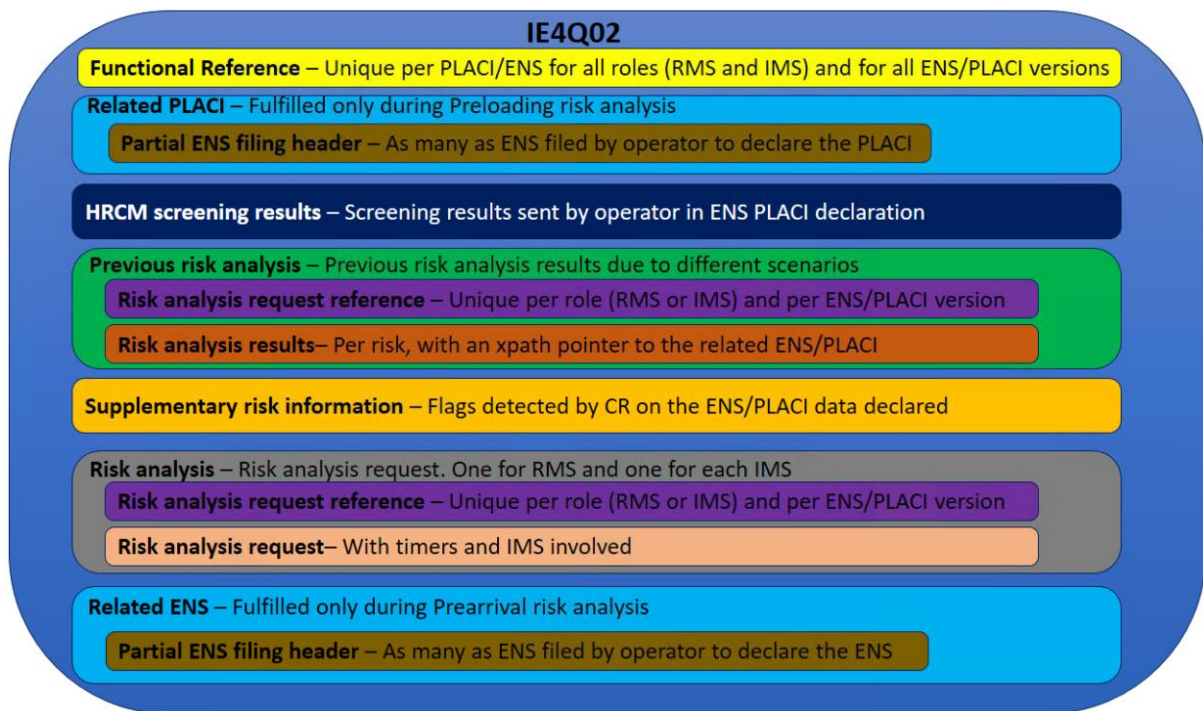 IE4Q02
Functional Reference – Unique per PLACI/ENS for all roles (RMS and IMS) and for all ENS/PLACI versions
Related PLACI – Fulfilled only during Preloading risk analysis
Partial ENS filing header – As many as ENS filed by operator to declare the PLACI
HRCM screening results – Screening results sent by operator in ENS PLACI declaration
Previous risk analysis – Previous risk analysis results due to different scenarios
Risk analysis request reference – Unique per role (RMS or IMS) and per ENS/PLACI version
Risk analysis results– Per risk, with an xpath pointer to the related ENS/PLACI
Supplementary risk information – Flags detected by CR on the ENS/PLACI data declared
Risk analysis – Risk analysis request. One for RMS and one for each IMS
Risk analysis request reference – Unique per role (RMS or IMS) and per ENS/PLACI version
Risk analysis request– With timers and IMS involved
Related ENS – Fulfilled only during Prearrival risk analysis
Partial ENS filing header – As many as ENS filed by operator to declare the ENS